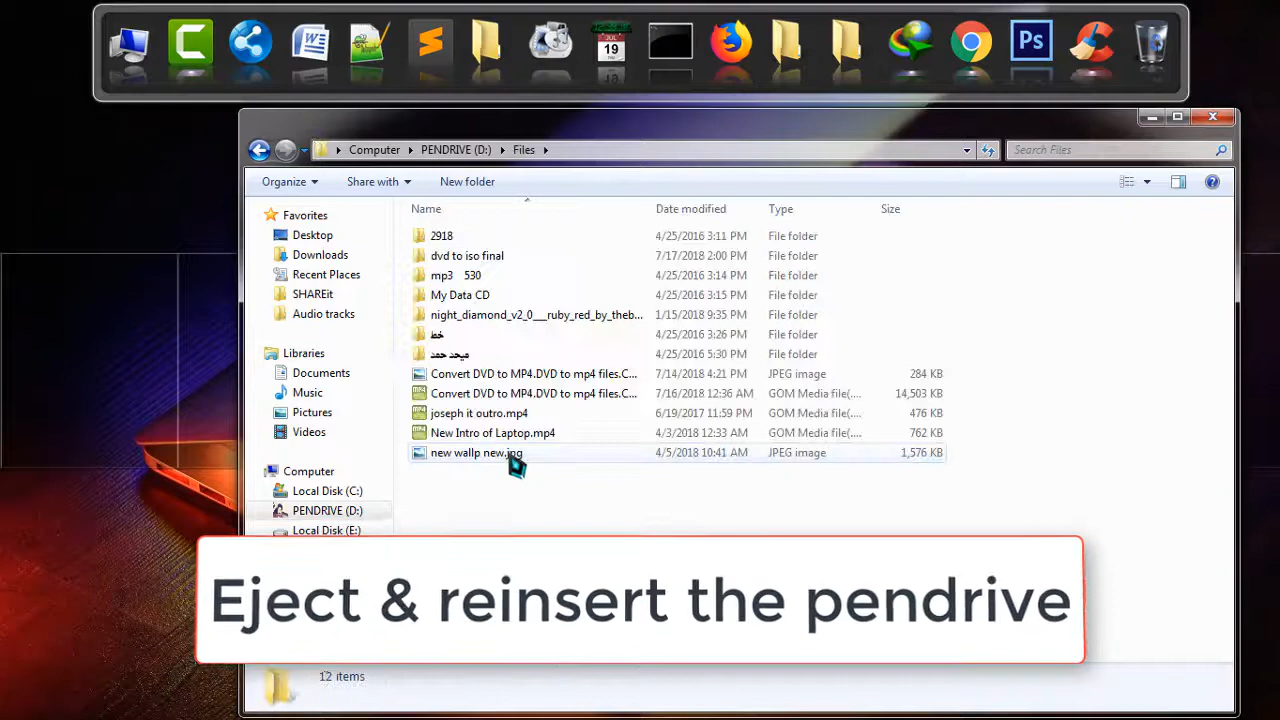 JUL
19
18
Ps
Computer PENDRIVE (D:) Files
Search Files
Organize Share with New folder
Name Date modified Type Size
Favorites
Desktop
Downloads
Recent Places
SHAREit
Audio tracks
Libraries
Documents
Music
Pictures
Videos
Computer
Local Disk (C:)
PENDRIVE (D:)
Local Disk (E:)
2918 4/25/2016 3:11 PM File folder
dvd to iso final 7/17/2018 2:00 PM File folder
mp3 530 4/25/2016 3:14 PM File folder
My Data CD 4/25/2016 3:15 PM File folder
night_diamond_v2_0__ruby_red_by_theb... 1/15/2018 9:35 PM File folder
خط 4/25/2016 3:26 PM File folder
4/25/2016 5:30 PM File folder
Convert DVD to MP4.DVD to mp4 files.C... 7/14/2018 4:21 PM JPEG image 284 KB
Convert DVD to MP4.DVD to mp4 files.C... 7/16/2018 12:36 AM GOM Media file(.... 14,503 KB
joseph it outro.mp4 6/19/2017 11:59 PM GOM Media file(.... 476 KB
New Intro of Laptop.mp4 4/3/2018 12:33 AM GOM Media file(.... 762 KB
new wallp new.jpg 4/5/2018 10:41 AM JPEG image 1,576 KB
Eject & reinsert the pendrive
12 items